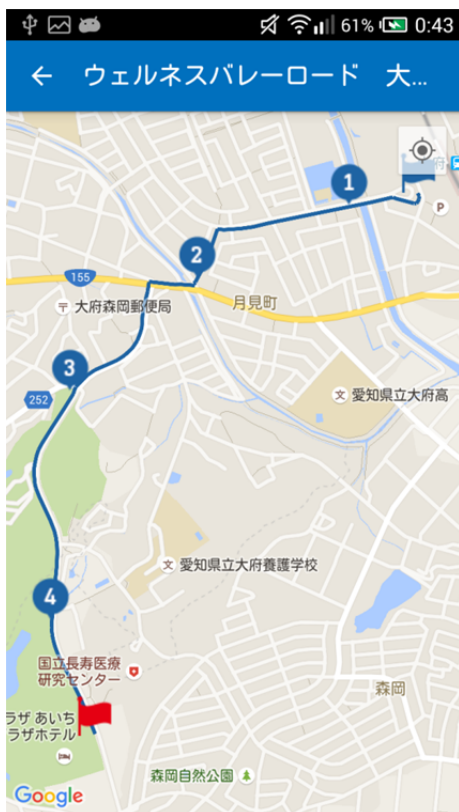 61% 0:43
ウェルネスバレーロード 大...
府
1
P
2
155
〒 大府森岡郵便局
月見町
3
252
文 愛知県立大府高
文 愛知県立大府養護学校
4
国立長寿医療
研究センター
森岡
ラザ あいち
ラザホテル
森岡自然公園
Google